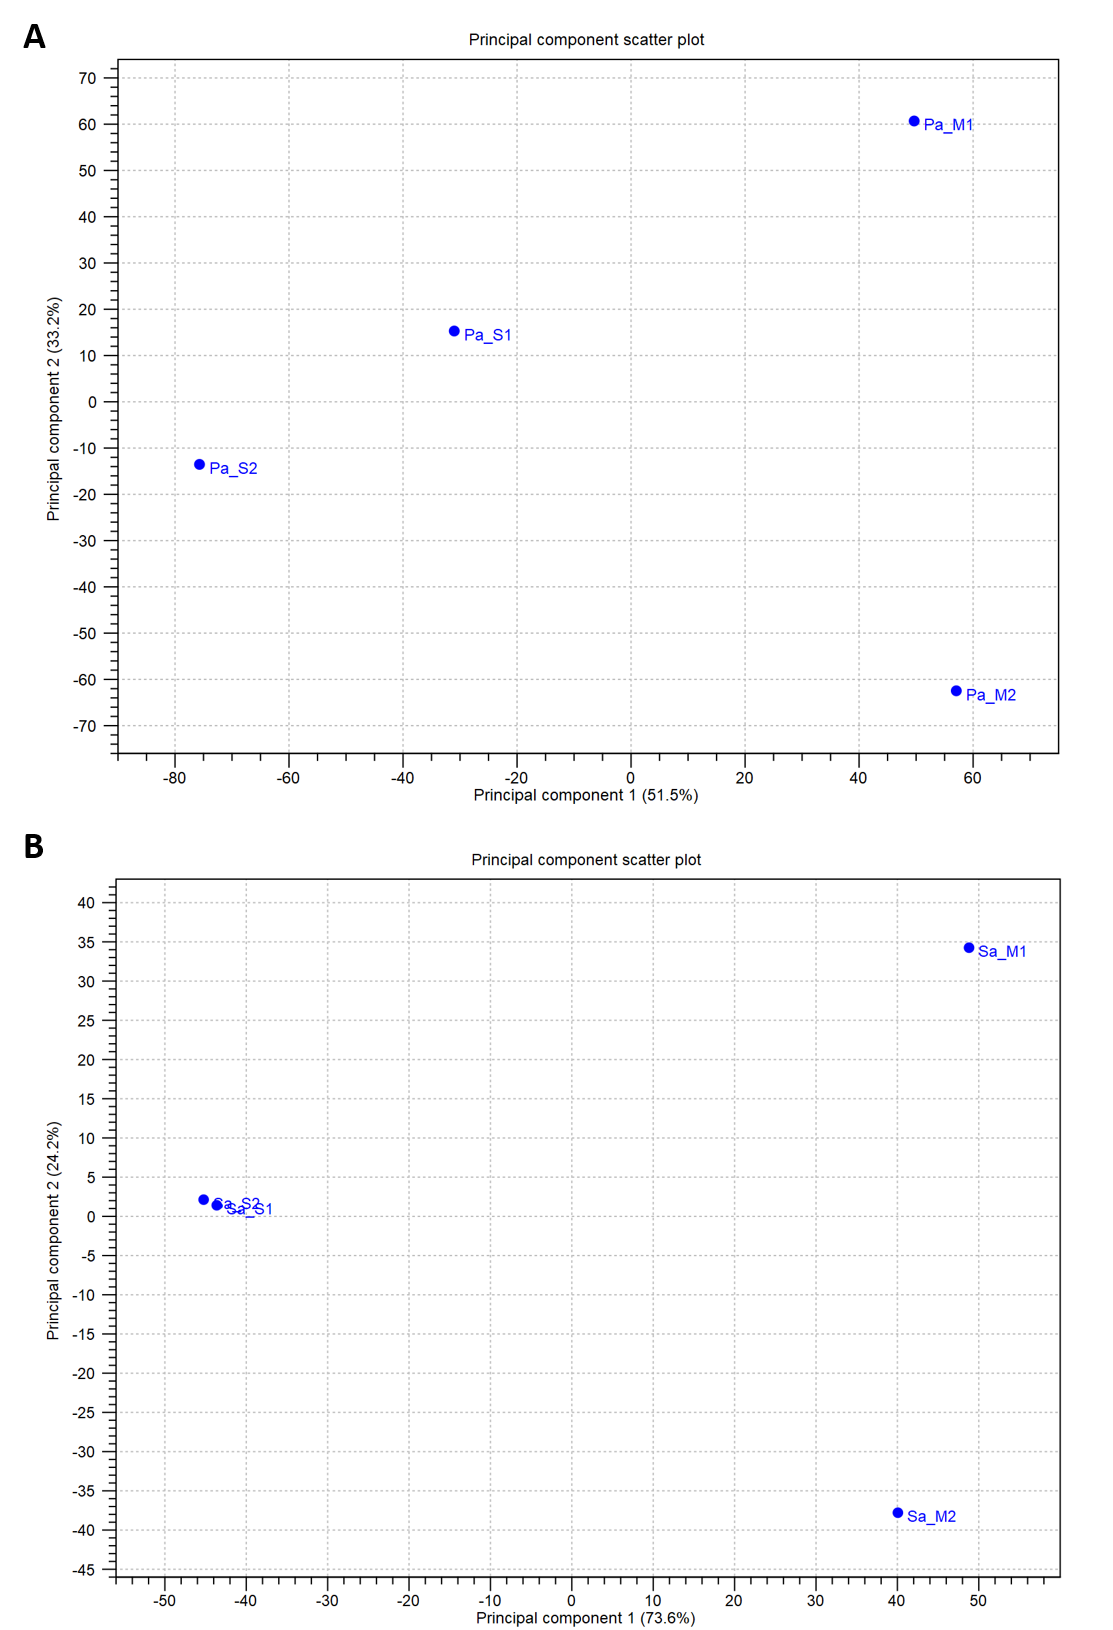 A
Principal component scatter plot
70
60
50
40
30
20
10
0
-10
-20
-30
-40
-50
-60
-70
Principal component 2 (33.2%)
Pa_M1
Pa_S1
Pa_S2
Pa_M2
-80 -60 -40 -20 0 20 40 60
Principal component 1 (51.5%)
B
Principal component scatter plot
40
35
30
25
20
15
10
5
0
-5
-10
-15
-20
-25
-30
-35
-40
-45
Principal component 2 (24.2%)
Sa_M1
Sa_S2
Sa_S1
Sa_M2
-50 -40 -30 -20 -10 0 10 20 30 40 50
Principal component 1 (73.6%)